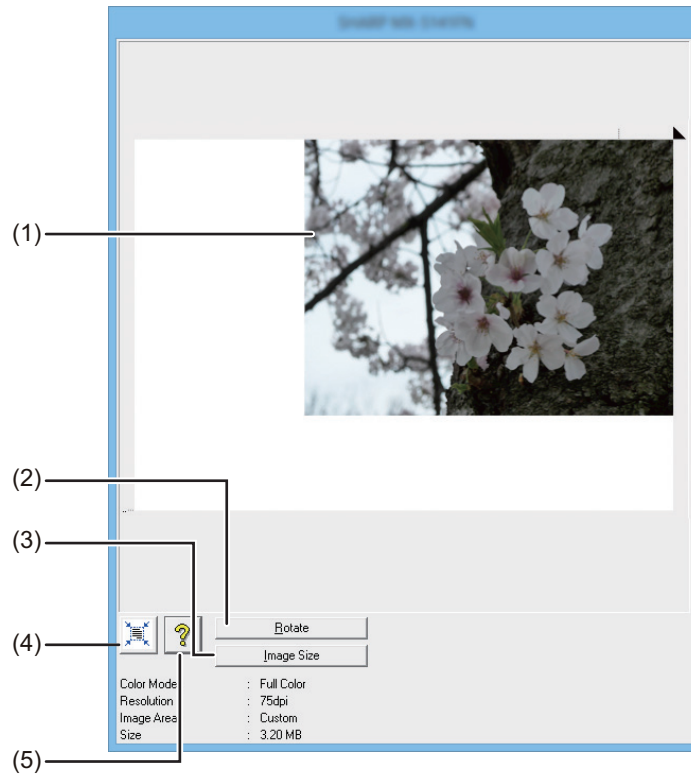 (1)
(2)
(3)
(4)
(5)
Rotate
Image Size
Color Mode : Full Color
Resolution : 75dpi
Image Area : Custom
Size : 3.20 MB